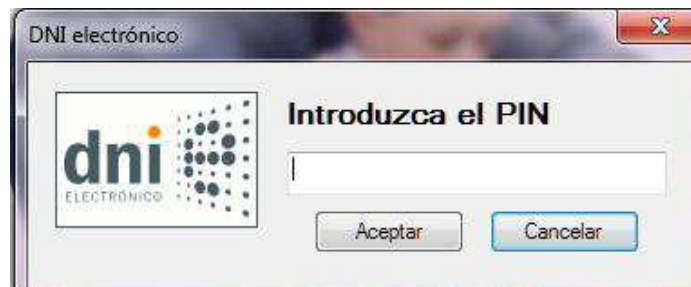 DNI electrónico
Introduzca el PIN
dni
ELECTRÓNICO
Aceptar
Cancelar